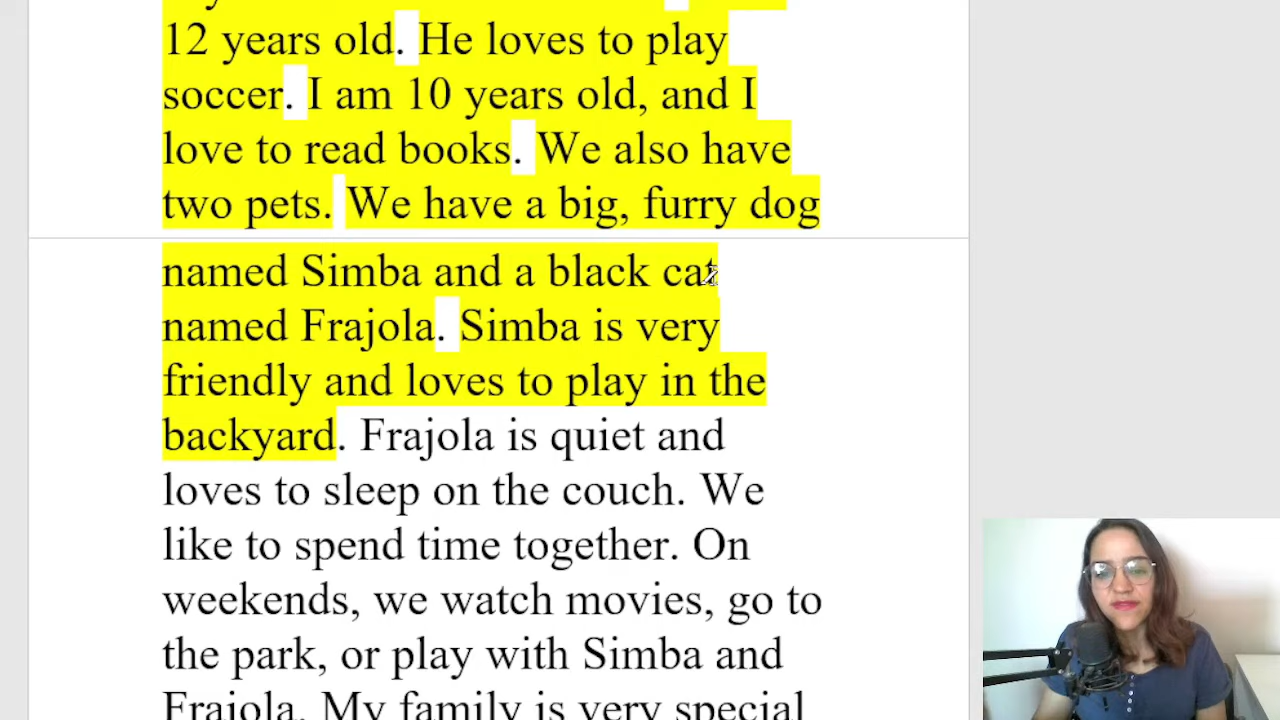 12 years old. He loves to play
soccer. I am 10 years old, and I
love to read books. We also have
two pets. We have a big, furry dog
named Simba and a black cat
named Frajola. Simba is very
friendly and loves to play in the
backyard. Frajola is quiet and
loves to sleep on the couch. We
like to spend time together. On
weekends, we watch movies, go to
the park, or play with Simba and
Frajola. My family is very special